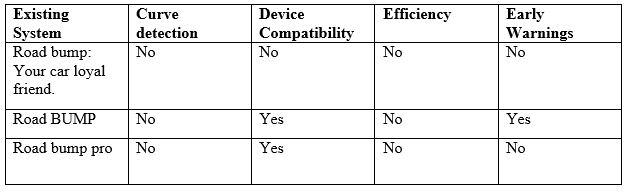 Existing Curve Device Efficiency Early
System detection Compatibility Warnings
Road bump: No No No No
Your car loyal
friend.
Road BUMP No Yes No Yes
Road bump pro No Yes No No